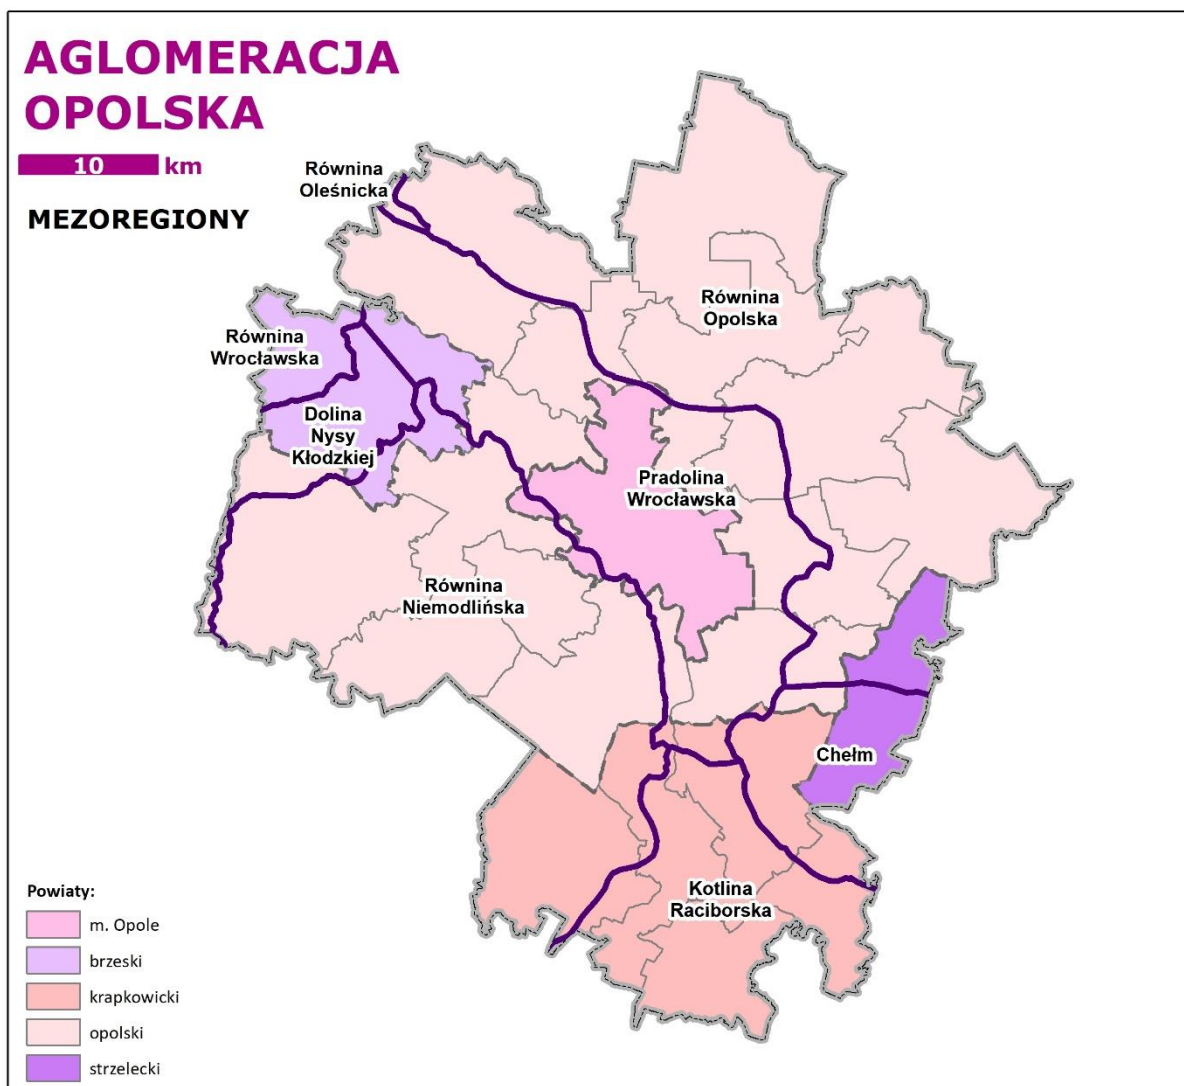 AGLOMERACJA
OPOLSKA
10 km
MEZOREGIONY
Równina
Oleśnicka
Równina
Opolska
Równina
Wrocławska
Dolina
Nysy
Kłodzkiej
Pradolina
Wrocławska
Równina
Niemodlińska
Chełm
Kotlina
Raciborska
Powiaty:
m. Opole
brzeski
krapkowicki
opolski
strzelecki